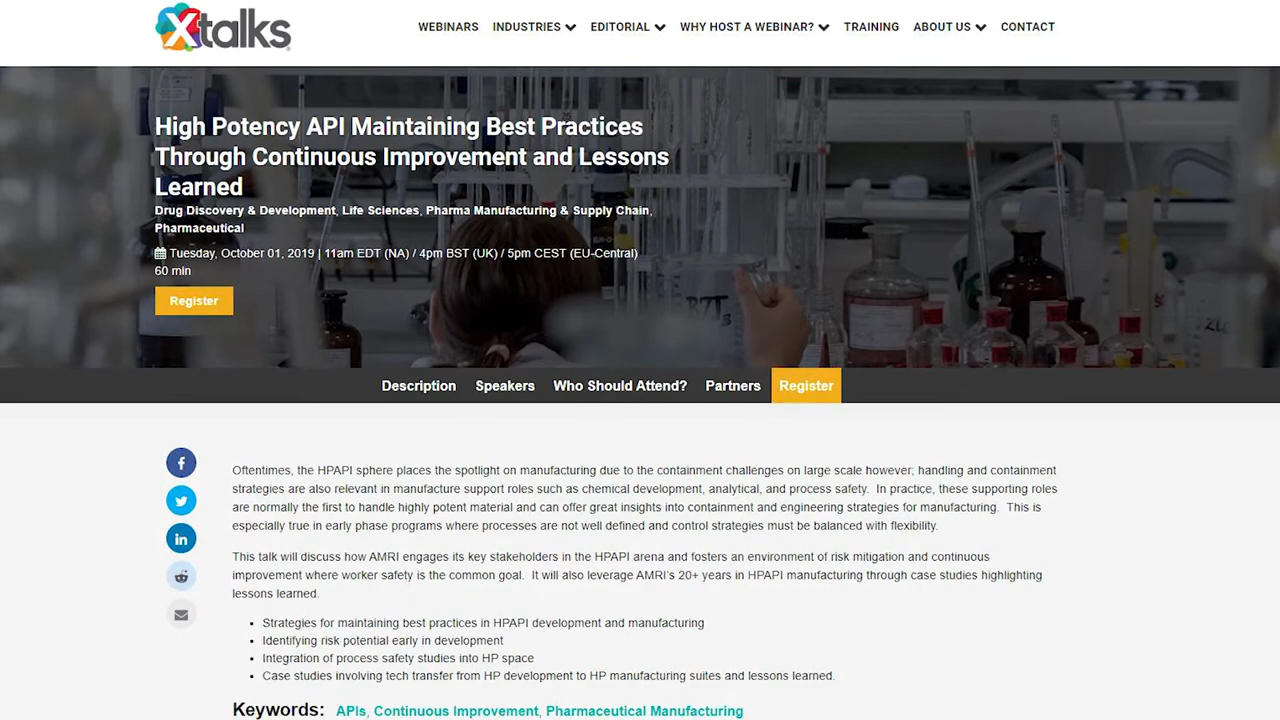 Xtalks
WEBINARS INDUSTRIES EDITORIAL WHY HOST A WEBINAR? TRAINING ABOUT US CONTACT
High Potency API Maintaining Best Practices
Through Continuous Improvement and Lessons
Learned
Drug Discovery & Development, Life Sciences, Pharma Manufacturing & Supply Chain,
Pharmaceutical
Tuesday, October 01, 2019 | 11am EDT (NA) / 4pm BST (UK) / 5pm CEST (EU-Central)
60 min
Register
Description Speakers Who Should Attend? Partners Register
Oftentimes, the HPAPI sphere places the spotlight on manufacturing due to the containment challenges on large scale however; handling and containment
strategies are also relevant in manufacture support roles such as chemical development, analytical, and process safety. In practice, these supporting roles
are normally the first to handle highly potent material and can offer great insights into containment and engineering strategies for manufacturing. This is
especially true in early phase programs where processes are not well defined and control strategies must be balanced with flexibility.
This talk will discuss how AMRI engages its key stakeholders in the HPAPI arena and fosters an environment of risk mitigation and continuous
improvement where worker safety is the common goal. It will also leverage AMRI's 20+ years in HPAPI manufacturing through case studies highlighting
lessons learned.
• Strategies for maintaining best practices in HPAPI development and manufacturing
• Identifying risk potential early in development
• Integration of process safety studies into HP space
• Case studies involving tech transfer from HP development to HP manufacturing suites and lessons learned.
Keywords: APIs, Continuous Improvement, Pharmaceutical Manufacturing